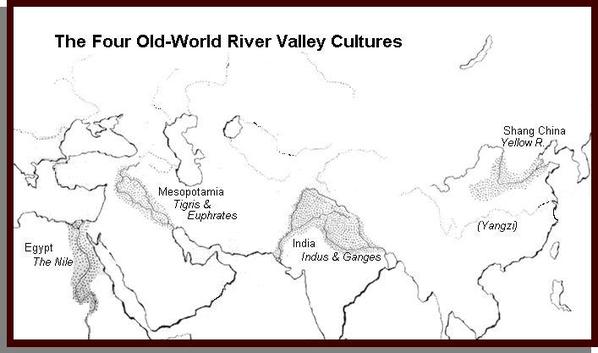 The Four Old-World River Valley Cultures
Shang China
Yellow R.
Mesopotamia
Tigris &
Euphrates
(Yangzi)
Egypt
The Nile
India
Indus & Ganges